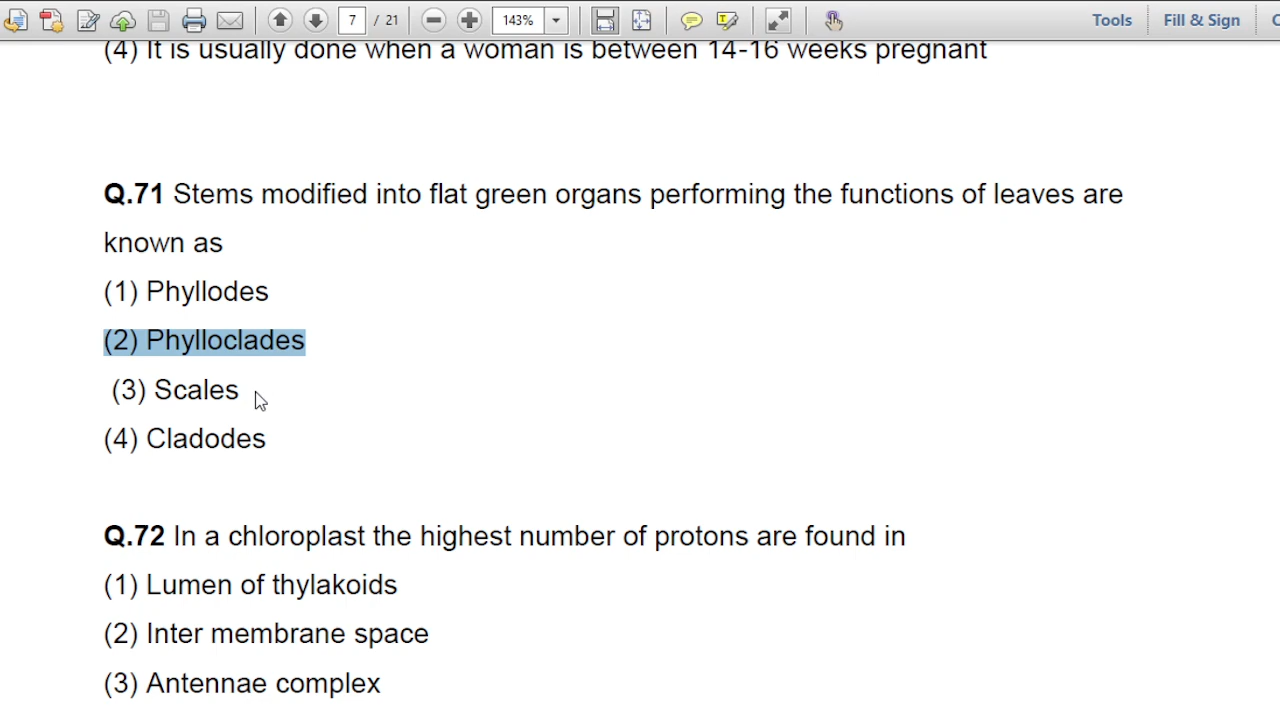 7 / 21
143%
Tools
Fill & Sign
(4) It is usually done when a woman is between 14-16 weeks pregnant
Q.71 Stems modified into flat green organs performing the functions of leaves are
known as
(1) Phyllodes
(2) Phylloclades
(3) Scales
(4) Cladodes
Q.72 In a chloroplast the highest number of protons are found in
(1) Lumen of thylakoids
(2) Inter membrane space
(3) Antennae complex